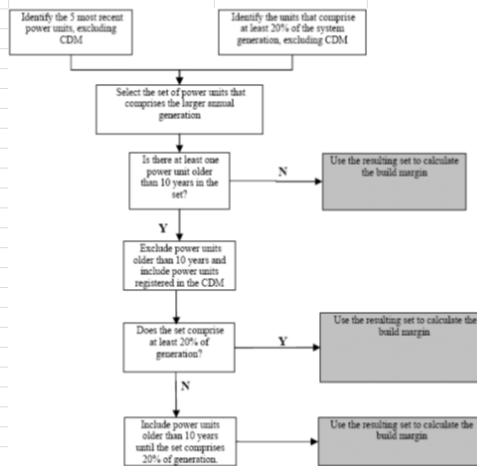 Identify the 5 most recent
power units, excluding
CDM
Identify the units that comprise
at least 20% of the system
generation, excluding CDM
Select the set of power units that
comprises the larger annual
generation
Is there at least one
power unit older
than 10 years in the
set?
N
Use the resulting set to calculate
the build margin
Y
Exclude power units
older than 10 years and
include power units
registered in the CDM
Does the set comprise
at least 20% of
generation?
Y
Use the resulting set to calculate the
build margin
N
Include power units
older than 10 years
until the set comprises
20% of generation.
Use the resulting set to calculate the
build margin